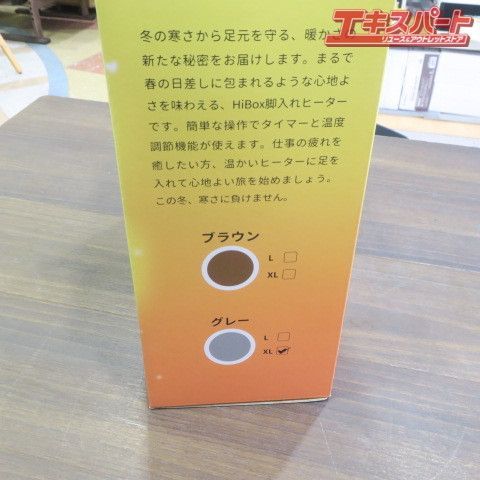 エキスパート
リユース&アウトレットストア
冬の寒さから足元を守る、暖かさの
新たな秘密をお届けします。まるで
春の日差しに包まれるような心地よ
さを味わえる、HiBox脚入れヒーター
です。簡単な操作でタイマーと温度
調節機能が使えます。仕事の疲れを
癒したい方、温かいヒーターに足を
入れて心地よい旅を始めましょう。
この冬、寒さに負けません。
ブラウン
L
XL
グレー
L
XL